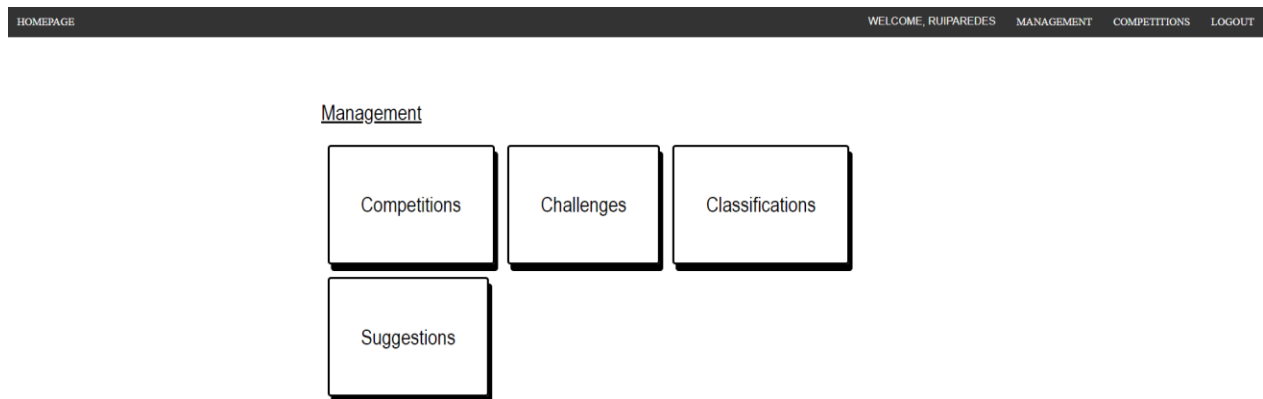 HOMEPAGE WELCOME, RUIPAREDES MANAGEMENT COMPETITIONS LOGOUT
Management
Competitions Challenges Classifications
Suggestions